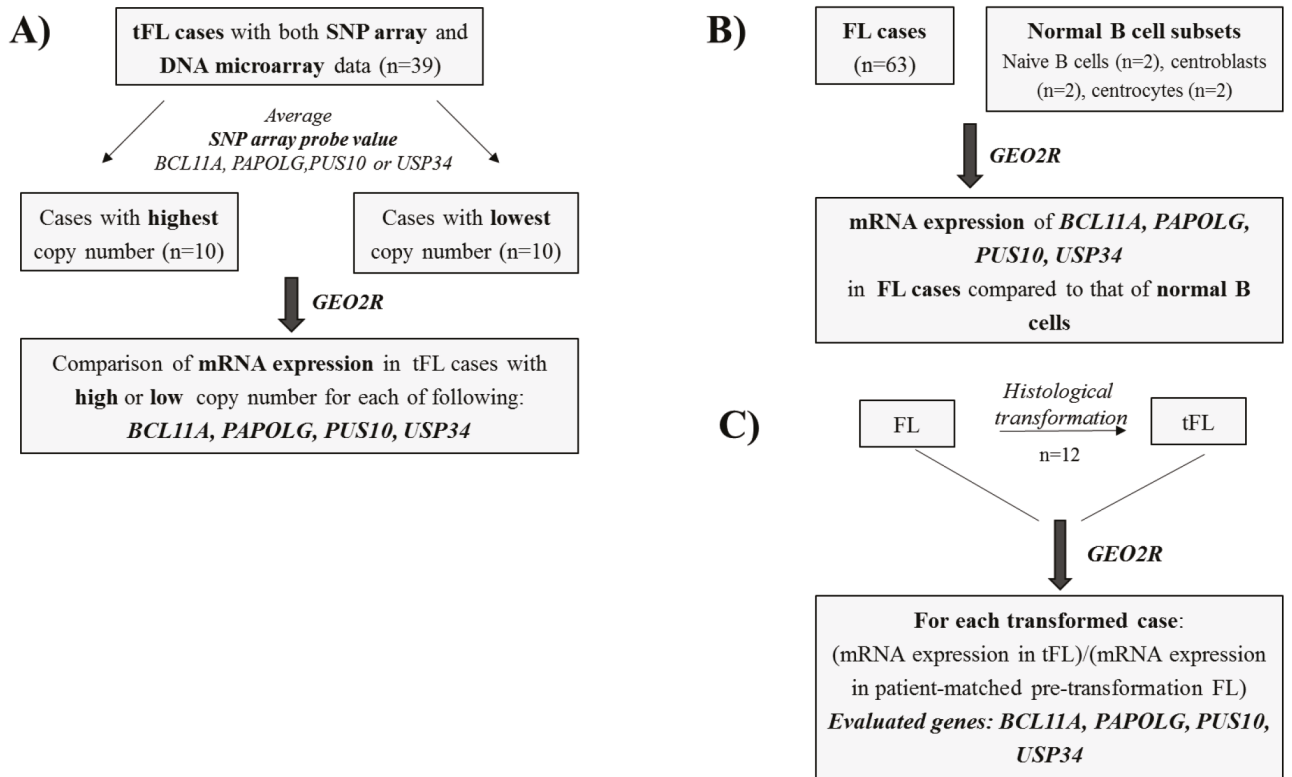 A)
tFL cases with both SNP array and
DNA microarray data (n=39)
Average
SNP array probe value
BCL11A, PAPOLG,PUS10 or USP34
Cases with highest
copy number (n=10)
Cases with lowest
copy number (n=10)
GEO2R
Comparison of mRNA expression in tFL cases with
high or low copy number for each of following:
BCL11A, PAPOLG, PUS10, USP34
B)
FL cases
(n=63)
Normal B cell subsets
Naive B cells (n=2), centroblasts
(n=2), centrocytes (n=2)
GEO2R
mRNA expression of BCL11A, PAPOLG,
PUS10, USP34
in FL cases compared to that of normal B
cells
C)
FL
Histological
transformation
n=12
tFL
GEO2R
For each transformed case:
(mRNA expression in tFL)/(mRNA expression
in patient-matched pre-transformation FL)
Evaluated genes: BCL11A, PAPOLG, PUS10,
USP34